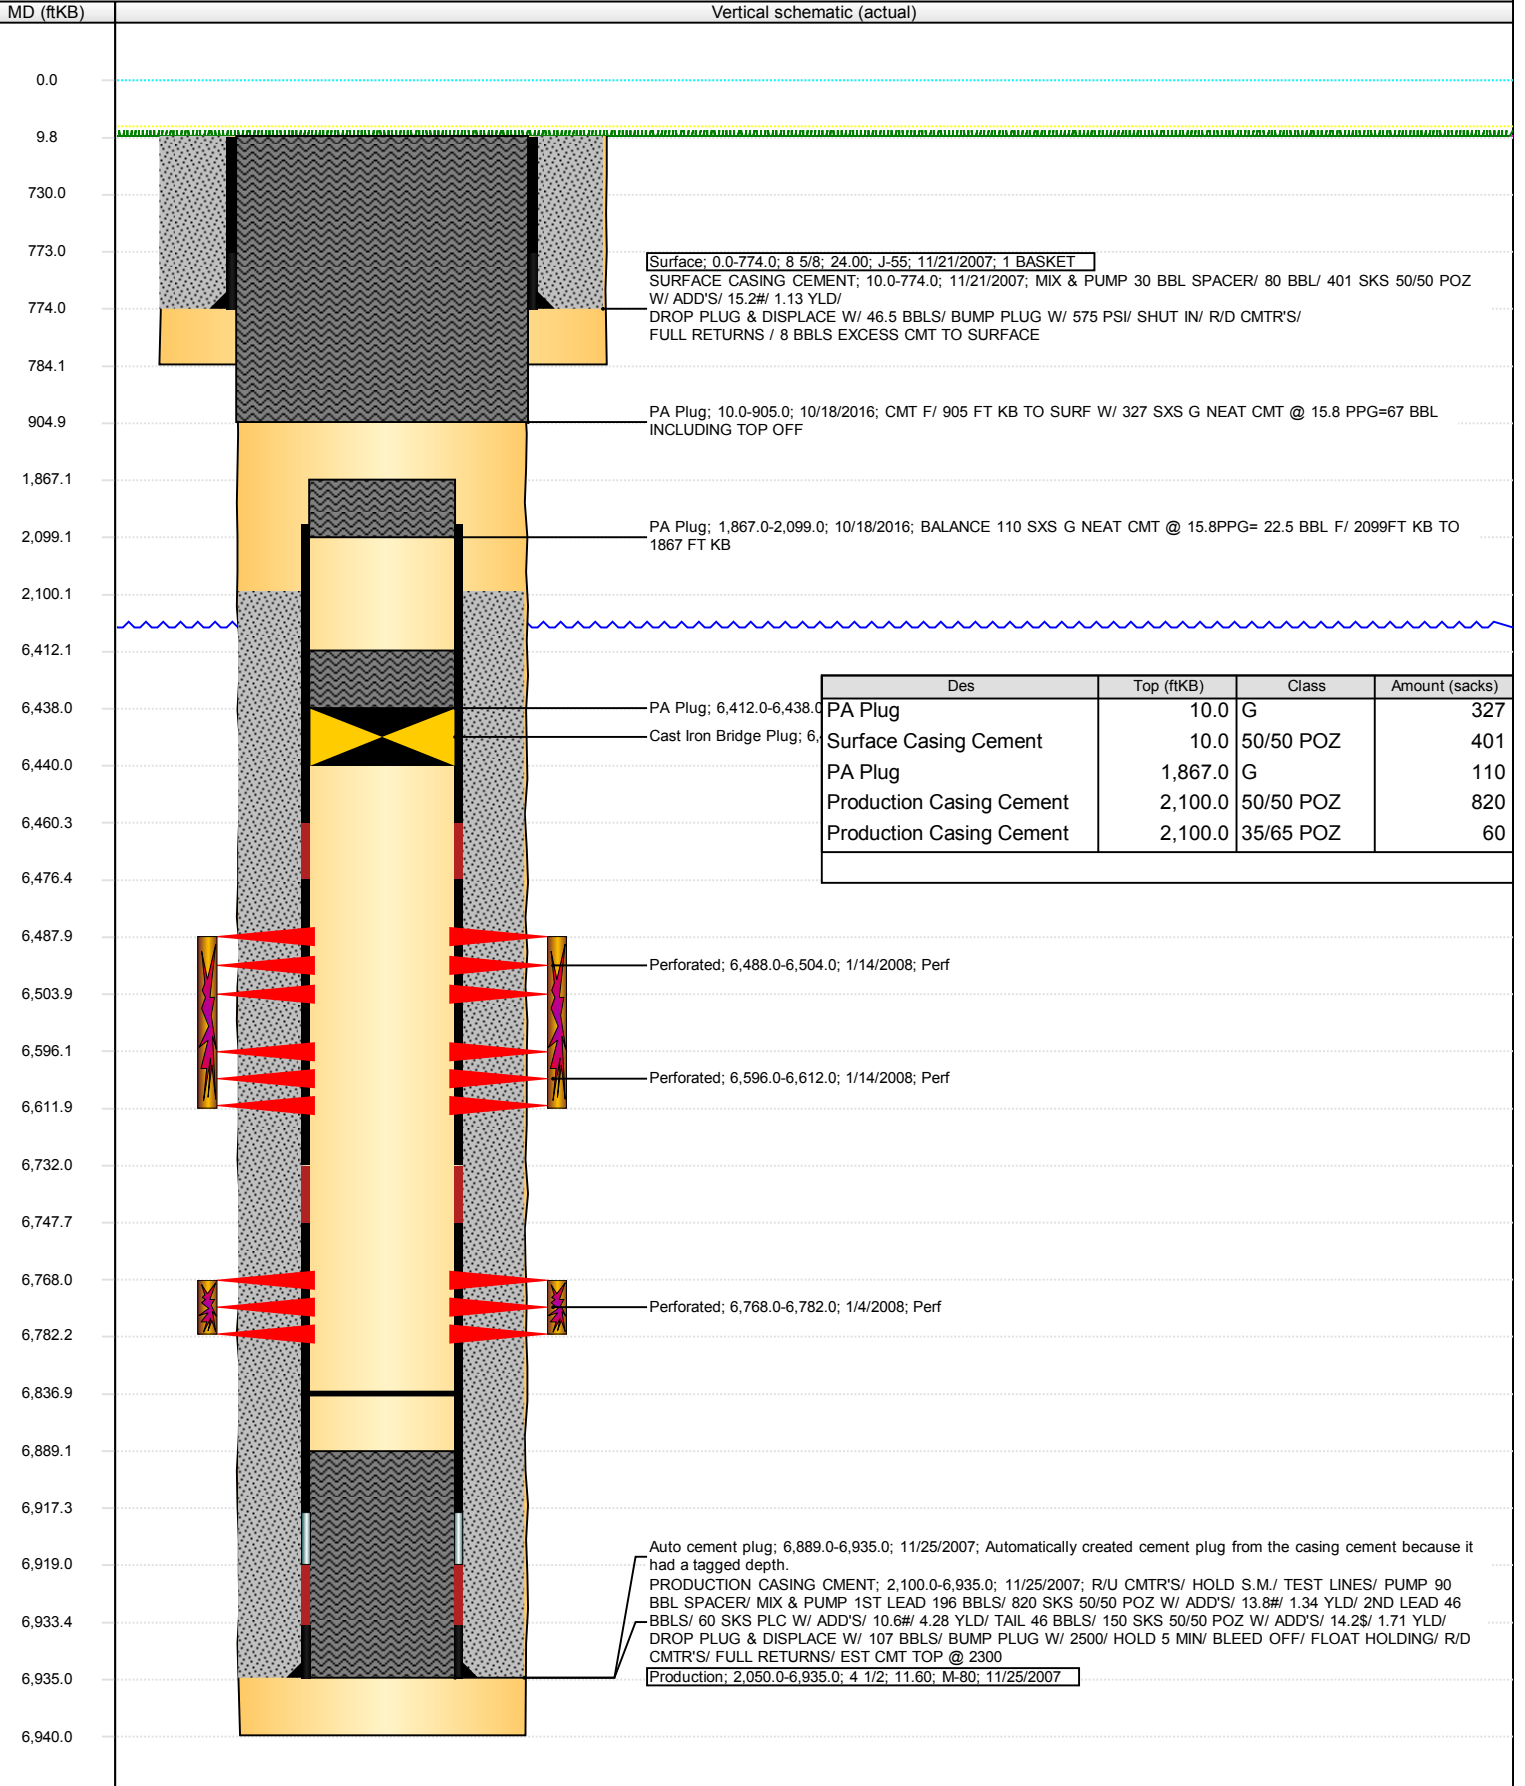 MD (ftKB)
Vertical schematic (actual)
0.0
9.8
730.0
773.0
774.0
784.1
904.9
1,867.1
2,099.1
2,100.1
6,412.1
6,438.0
6,440.0
6,460.3
6,476.4
6,487.9
6,503.9
6,596.1
6,611.9
6,732.0
6,747.7
6,768.0
6,782.2
6,836.9
6,889.1
6,917.3
6,919.0
6,933.4
6,935.0
6,940.0
Surface; 0.0-774.0; 8 5/8; 24.00; J-55; 11/21/2007; 1 BASKET
SURFACE CASING CEMENT; 10.0-774.0; 11/21/2007; MIX & PUMP 30 BBL SPACER/ 80 BBL/ 401 SKS 50/50 POZ
W/ ADD'S/ 15.2#/ 1.13 YLD/
DROP PLUG & DISPLACE W/ 46.5 BBLS/ BUMP PLUG W/ 575 PSI/ SHUT IN/ R/D CMTR'S/
FULL RETURNS / 8 BBLS EXCESS CMT TO SURFACE
PA Plug; 10.0-905.0; 10/18/2016; CMT F/ 905 FT KB TO SURF W/ 327 SXS G NEAT CMT @ 15.8 PPG=67 BBL
INCLUDING TOP OFF
PA Plug; 1,867.0-2,099.0; 10/18/2016; BALANCE 110 SXS G NEAT CMT @ 15.8PPG= 22.5 BBL F/ 2099FT KB TO
1867 FT KB
PA Plug; 6,412.0-6,438.0
Cast Iron Bridge Plug; 6,
Des Top (ftKB) Class Amount (sacks)
PA Plug 10.0 G 327
Surface Casing Cement 10.0 50/50 POZ 401
PA Plug 1,867.0 G 110
Production Casing Cement 2,100.0 50/50 POZ 820
Production Casing Cement 2,100.0 35/65 POZ 60
Perforated; 6,488.0-6,504.0; 1/14/2008; Perf
Perforated; 6,596.0-6,612.0; 1/14/2008; Perf
Perforated; 6,768.0-6,782.0; 1/4/2008; Perf
Auto cement plug; 6,889.0-6,935.0; 11/25/2007; Automatically created cement plug from the casing cement because it
had a tagged depth.
PRODUCTION CASING CMENT; 2,100.0-6,935.0; 11/25/2007; R/U CMTR'S/ HOLD S.M./ TEST LINES/ PUMP 90
BBL SPACER/ MIX & PUMP 1ST LEAD 196 BBLS/ 820 SKS 50/50 POZ W/ ADD'S/ 13.8#/ 1.34 YLD/ 2ND LEAD 46
BBLS/ 60 SKS PLC W/ ADD'S/ 10.6#/ 4.28 YLD/ TAIL 46 BBLS/ 150 SKS 50/50 POZ W/ ADD'S/ 14.2$/ 1.71 YLD/
DROP PLUG & DISPLACE W/ 107 BBLS/ BUMP PLUG W/ 2500/ HOLD 5 MIN/ BLEED OFF/ FLOAT HOLDING/ R/D
CMTR'S/ FULL RETURNS/ EST CMT TOP @ 2300
Production; 2,050.0-6,935.0; 4 1/2; 11.60; M-80; 11/25/2007